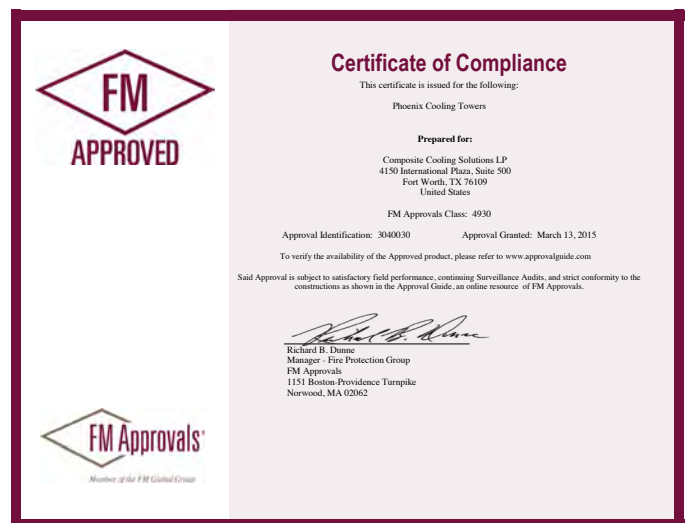 FM
APPROVED
Certificate of Compliance
This certificate is issued for the following:
Phoenix Cooling Towers
Prepared for:
Composite Cooling Solutions LP
4150 International Plaza, Suite 500
Fort Worth, TX 76109
United States
FM Approvals Class: 4930
Approval Identification: 3040030 Approval Granted: March 13, 2015
To verify the availability of the Approved product, please refer to www.approvalguide.com
Said Approval is subject to satisfactory field performance, continuing Surveillance Audits, and strict conformity to the
constructions as shown in the Approval Guide, an online resource of FM Approvals.
Richard B. Dunne
Richard B. Dunne
Manager - Fire Protection Group
FM Approvals
1151 Boston-Providence Turnpike
Norwood, MA 02062
FM Approvals
Member of the FM Global Group